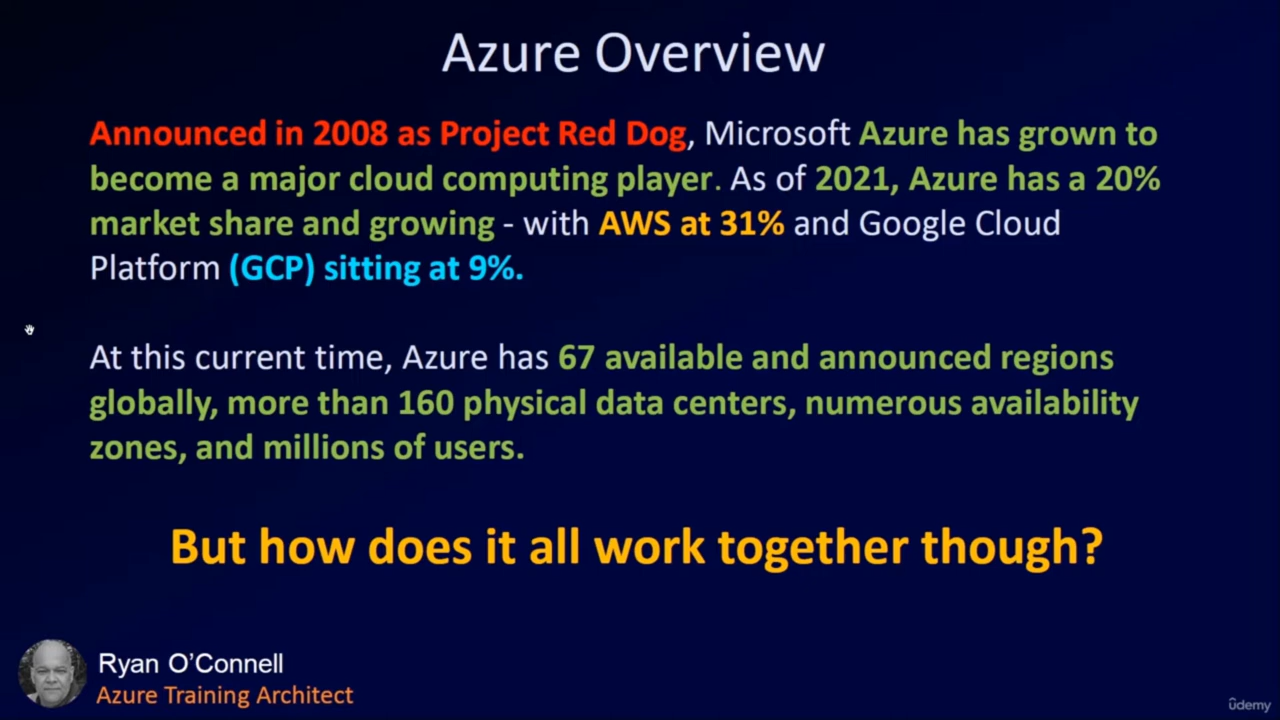 Azure Overview
Announced in 2008 as Project Red Dog, Microsoft Azure has grown to
become a major cloud computing player. As of 2021, Azure has a 20%
market share and growing - with AWS at 31% and Google Cloud
Platform (GCP) sitting at 9%.
At this current time, Azure has 67 available and announced regions
globally, more than 160 physical data centers, numerous availability
zones, and millions of users.
But how does it all work together though?
Ryan O’Connell
Azure Training Architect
ûdemy